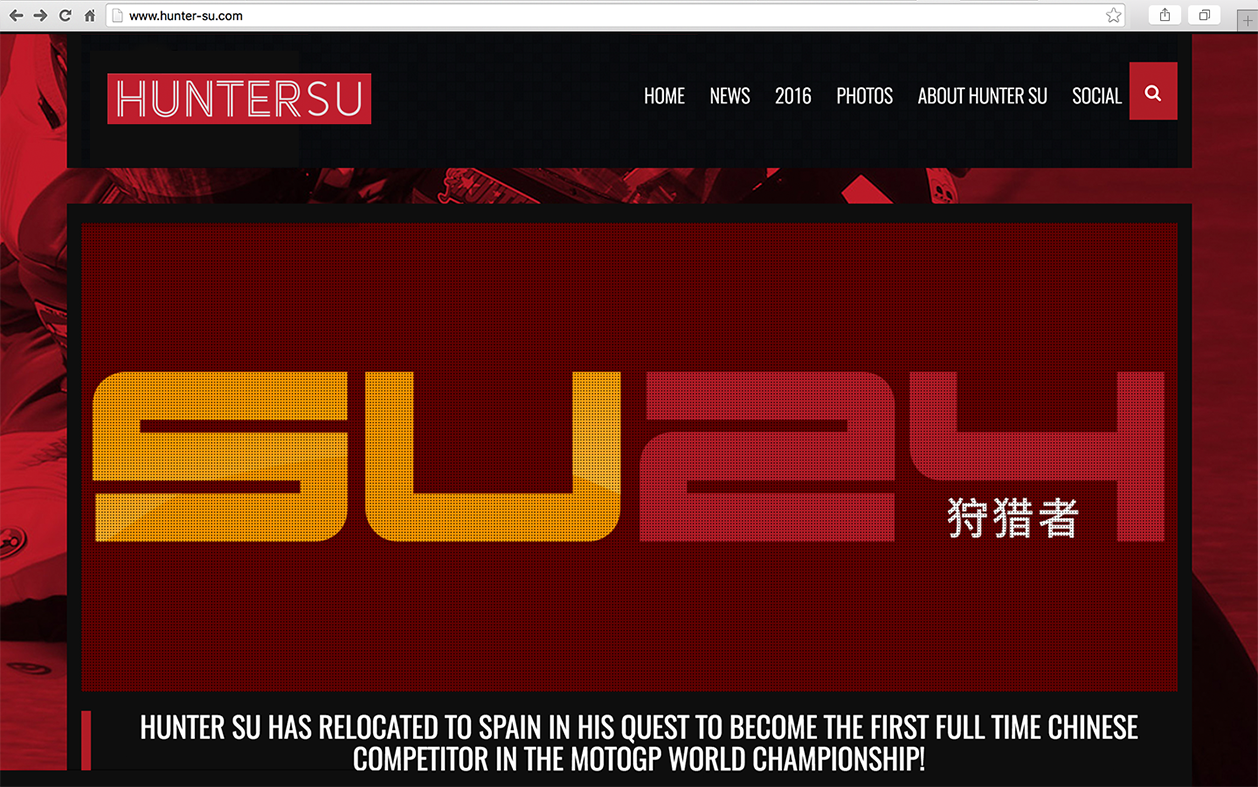 www.hunter-su.com
HUNTERSU
HOME NEWS 2016 PHOTOS ABOUT HUNTER SU SOCIAL
SU24
狩猎者
HUNTER SU HAS RELOCATED TO SPAIN IN HIS QUEST TO BECOME THE FIRST FULL TIME CHINESE
COMPETITOR IN THE MOTOGP WORLD CHAMPIONSHIP!